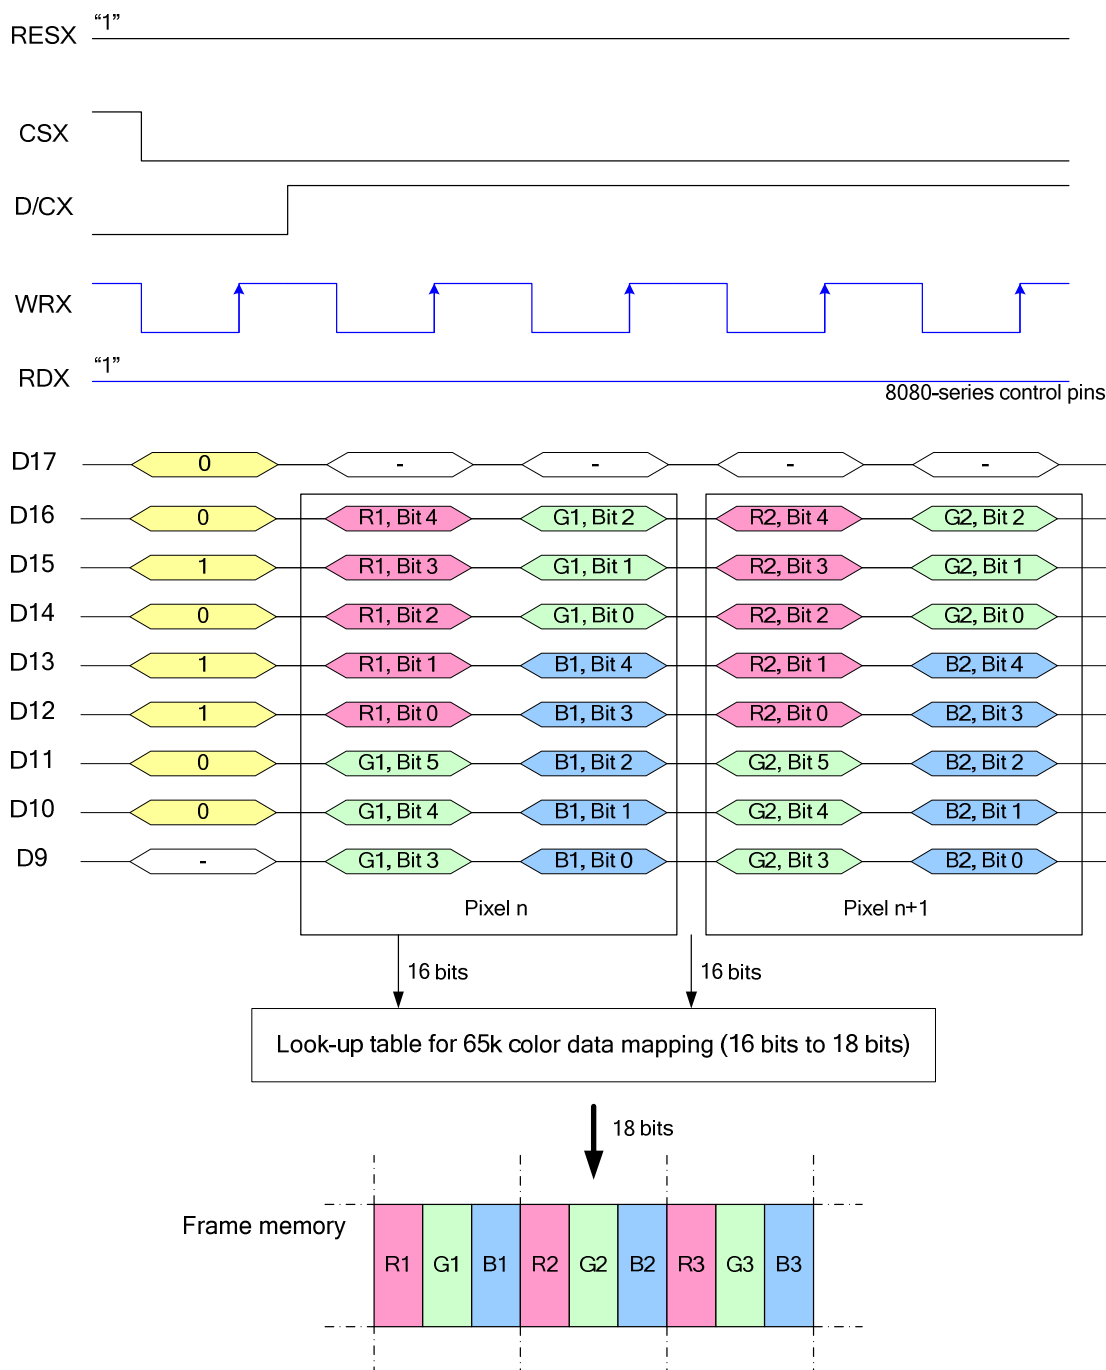 RESX “1”
CSX
D/CX
WRX
RDX “1”
8080-series control pins
D17 0 - - - -
D16 0 R1, Bit 4 G1, Bit 2 R2, Bit 4 G2, Bit 2
D15 1 R1, Bit 3 G1, Bit 1 R2, Bit 3 G2, Bit 1
D14 0 R1, Bit 2 G1, Bit 0 R2, Bit 2 G2, Bit 0
D13 1 R1, Bit 1 B1, Bit 4 R2, Bit 1 B2, Bit 4
D12 1 R1, Bit 0 B1, Bit 3 R2, Bit 0 B2, Bit 3
D11 0 G1, Bit 5 B1, Bit 2 G2, Bit 5 B2, Bit 2
D10 0 G1, Bit 4 B1, Bit 1 G2, Bit 4 B2, Bit 1
D9 - G1, Bit 3 B1, Bit 0 G2, Bit 3 B2, Bit 0
Pixel n Pixel n+1
16 bits 16 bits
Look-up table for 65k color data mapping (16 bits to 18 bits)
18 bits
Frame memory
R1 G1 B1 R2 G2 B2 R3 G3 B3